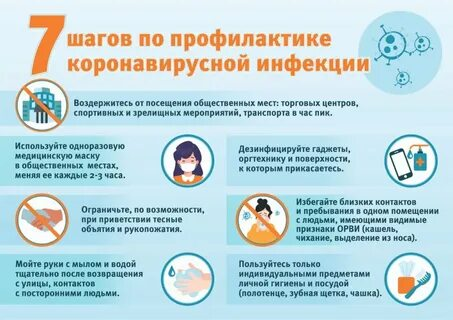 7 шагов по профилактике
коронавирусной инфекции
Воздержитесь от посещения общественных мест: торговых центров,
спортивных и зрелищных мероприятий, транспорта в час пик.
Используйте одноразовую
медицинскую маску
в общественных местах,
меняя ее каждые 2-3 часа.
Дезинфицируйте гаджеты,
оргтехнику и поверхности,
к которым прикасаетесь.
Ограничьте, по возможности,
при приветствии тесные
объятия и рукопожатия.
Избегайте близких контактов
и пребывания в одном помещении
с людьми, имеющими видимые
признаки ОРВИ (кашель,
чихание, выделение из носа).
Мойте руки с мылом и водой
тщательно после возвращения
с улицы, контактов
с посторонними людьми.
Пользуйтесь только
индивидуальными предметами
личной гигиены и посудой
(полотенце, зубная щетка, чашка).